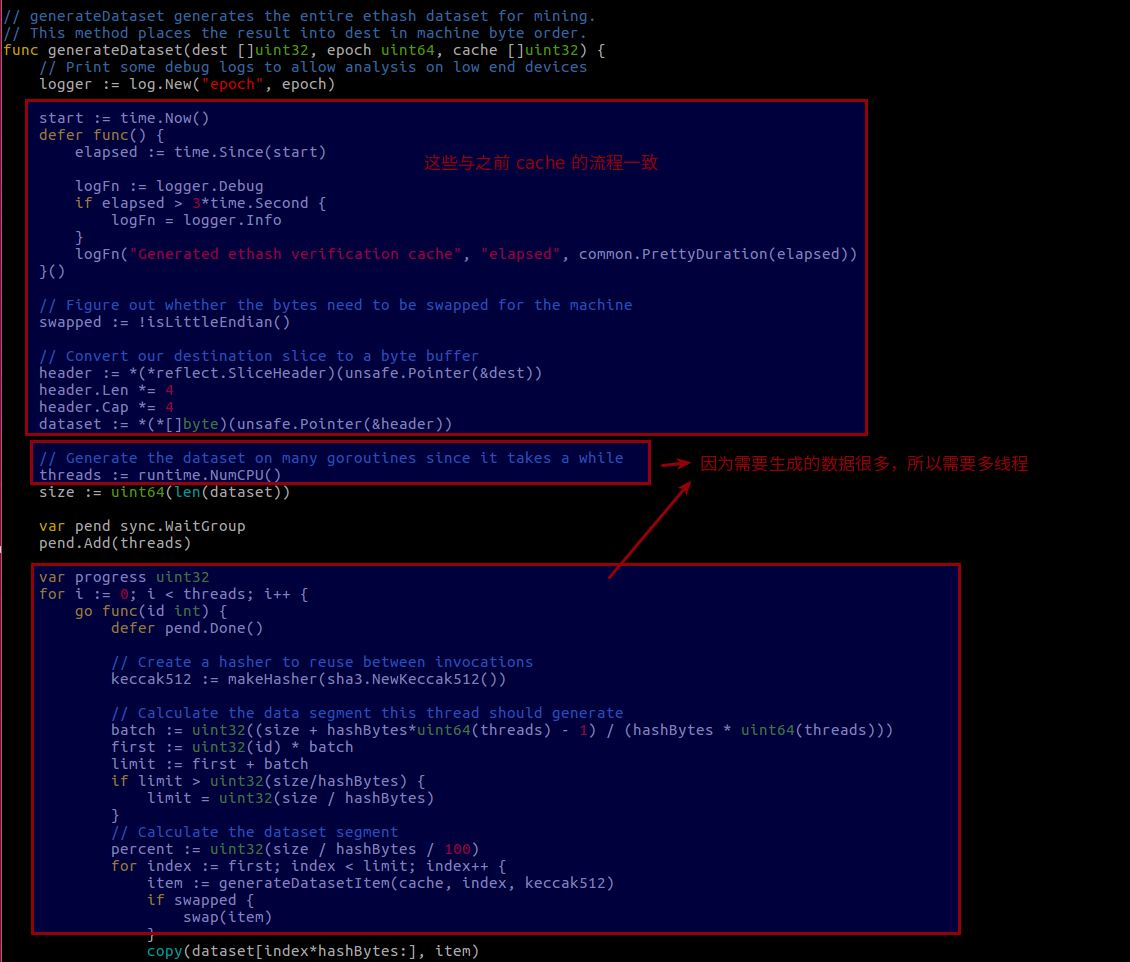 // generateDataset generates the entire ethash dataset for mining.
// This method places the result into dest in machine byte order.
func generateDataset(dest []uint32, epoch uint64, cache []uint32) {
    // Print some debug logs to allow analysis on low end devices
    logger := log.New("epoch", epoch)
    start := time.Now()
    defer func() {
        elapsed := time.Since(start)
这些与之前 cache 的流程一致
        logFn := logger.Debug
        if elapsed > 3*time.Second {
            logFn = logger.Info
        }
        logFn("Generated ethash verification cache", "elapsed", common.PrettyDuration(elapsed))
    }()
    // Figure out whether the bytes need to be swapped for the machine
    swapped := !isLittleEndian()
    // Convert our destination slice to a byte buffer
    header := *(*reflect.SliceHeader)(unsafe.Pointer(&dest))
    header.Len *= 4
    header.Cap *= 4
    dataset := *(*[]byte)(unsafe.Pointer(&header))
    // Generate the dataset on many goroutines since it takes a while
因为需要生成的数据很多，所以需要多线程
    threads := runtime.NumCPU()
    size := uint64(len(dataset))
    var pend sync.WaitGroup
    pend.Add(threads)
    var progress uint32
    for i := 0; i < threads; i++ {
        go func(id int) {
            defer pend.Done()
            // Create a hasher to reuse between invocations
            keccak512 := makeHasher(sha3.NewKeccak512())
            // Calculate the data segment this thread should generate
            batch := uint32((size + hashBytes*uint64(threads) - 1) / (hashBytes * uint64(threads)))
            first := uint32(id) * batch
            limit := first + batch
            if limit > uint32(size/hashBytes) {
                limit = uint32(size / hashBytes)
            }
            // Calculate the dataset segment
            percent := uint32(size / hashBytes / 100)
            for index := first; index < limit; index++ {
                item := generateDatasetItem(cache, index, keccak512)
                if swapped {
                    swap(item)
                }
                copy(dataset[index*hashBytes:], item)